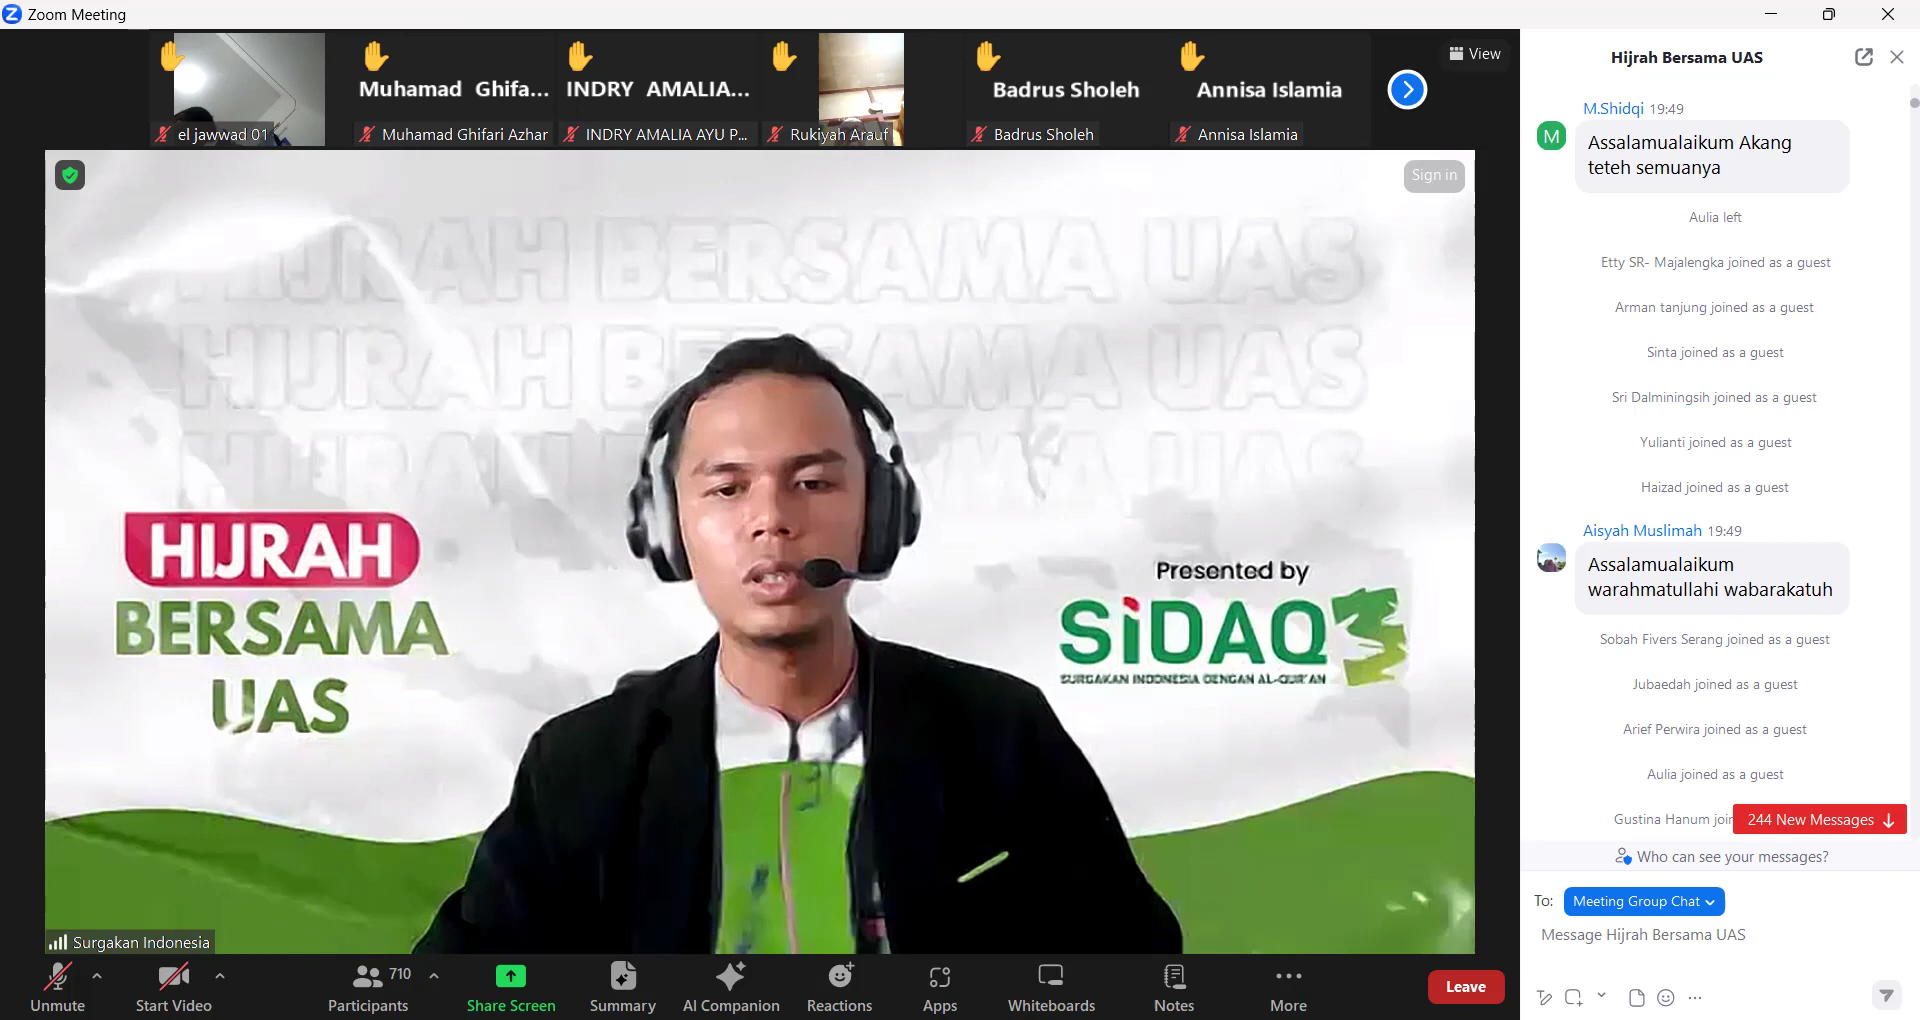 Zoom Meeting
Muhamad Ghifa...
INDRY AMALIA...
Badrus Sholeh
Annisa Islamia
View
el jawwad 01
Muhamad Ghifari Azhar
INDRY AMALIA AYU P...
Rukiyah Arauf
Badrus Sholeh
Annisa Islamia
Sign in
HIJRAH BERSAMA UAS
HIJRAH BERSAMA UAS
HIJRAH
BERSAMA
UAS
Presented by
SiDAQ
SURGAKAN INDONESIA DENGAN AL-QUR'AN
Surgakan Indonesia
Unmute
Start Video
710
Participants
Share Screen
Summary
AI Companion
Reactions
Apps
Whiteboards
Notes
More
Leave
Hijrah Bersama UAS
M.Shidqi 19:49
M
Assalamualaikum Akang
teteh semuanya
Aulia left
Etty SR- Majalengka joined as a guest
Arman tanjung joined as a guest
Sinta joined as a guest
Sri Dalminingsih joined as a guest
Yulianti joined as a guest
Haizad joined as a guest
Aisyah Muslimah 19:49
Assalamualaikum
warahmatullahi wabarakatuh
Sobah Fivers Serang joined as a guest
Jubaedah joined as a guest
Arief Perwira joined as a guest
Aulia joined as a guest
Gustina Hanum joir
244 New Messages
Who can see your messages?
To: Meeting Group Chat
Message Hijrah Bersama UAS